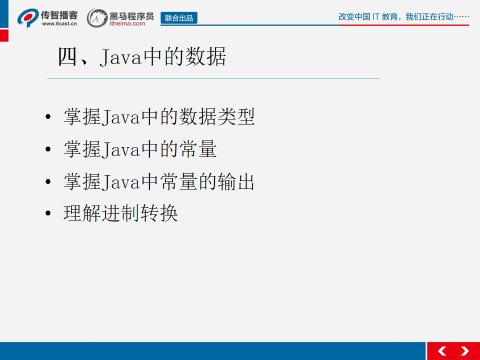 传智播客
www.itcast.cn
黑马程序员
itheima.com
联合出品
改变中国 IT 教育，我们正在行动……
四、Java中的数据
• 掌握Java中的数据类型
• 掌握Java中的常量
• 掌握Java中常量的输出
• 理解进制转换